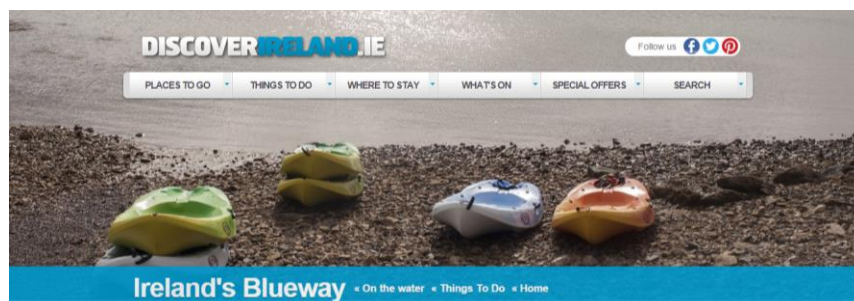 DISCOVERIRELAND.IE
Follow us
PLACES TO GO THINGS TO DO WHERE TO STAY WHAT'S ON SPECIAL OFFERS SEARCH
Ireland's Blueway « On the water « Things To Do « Home